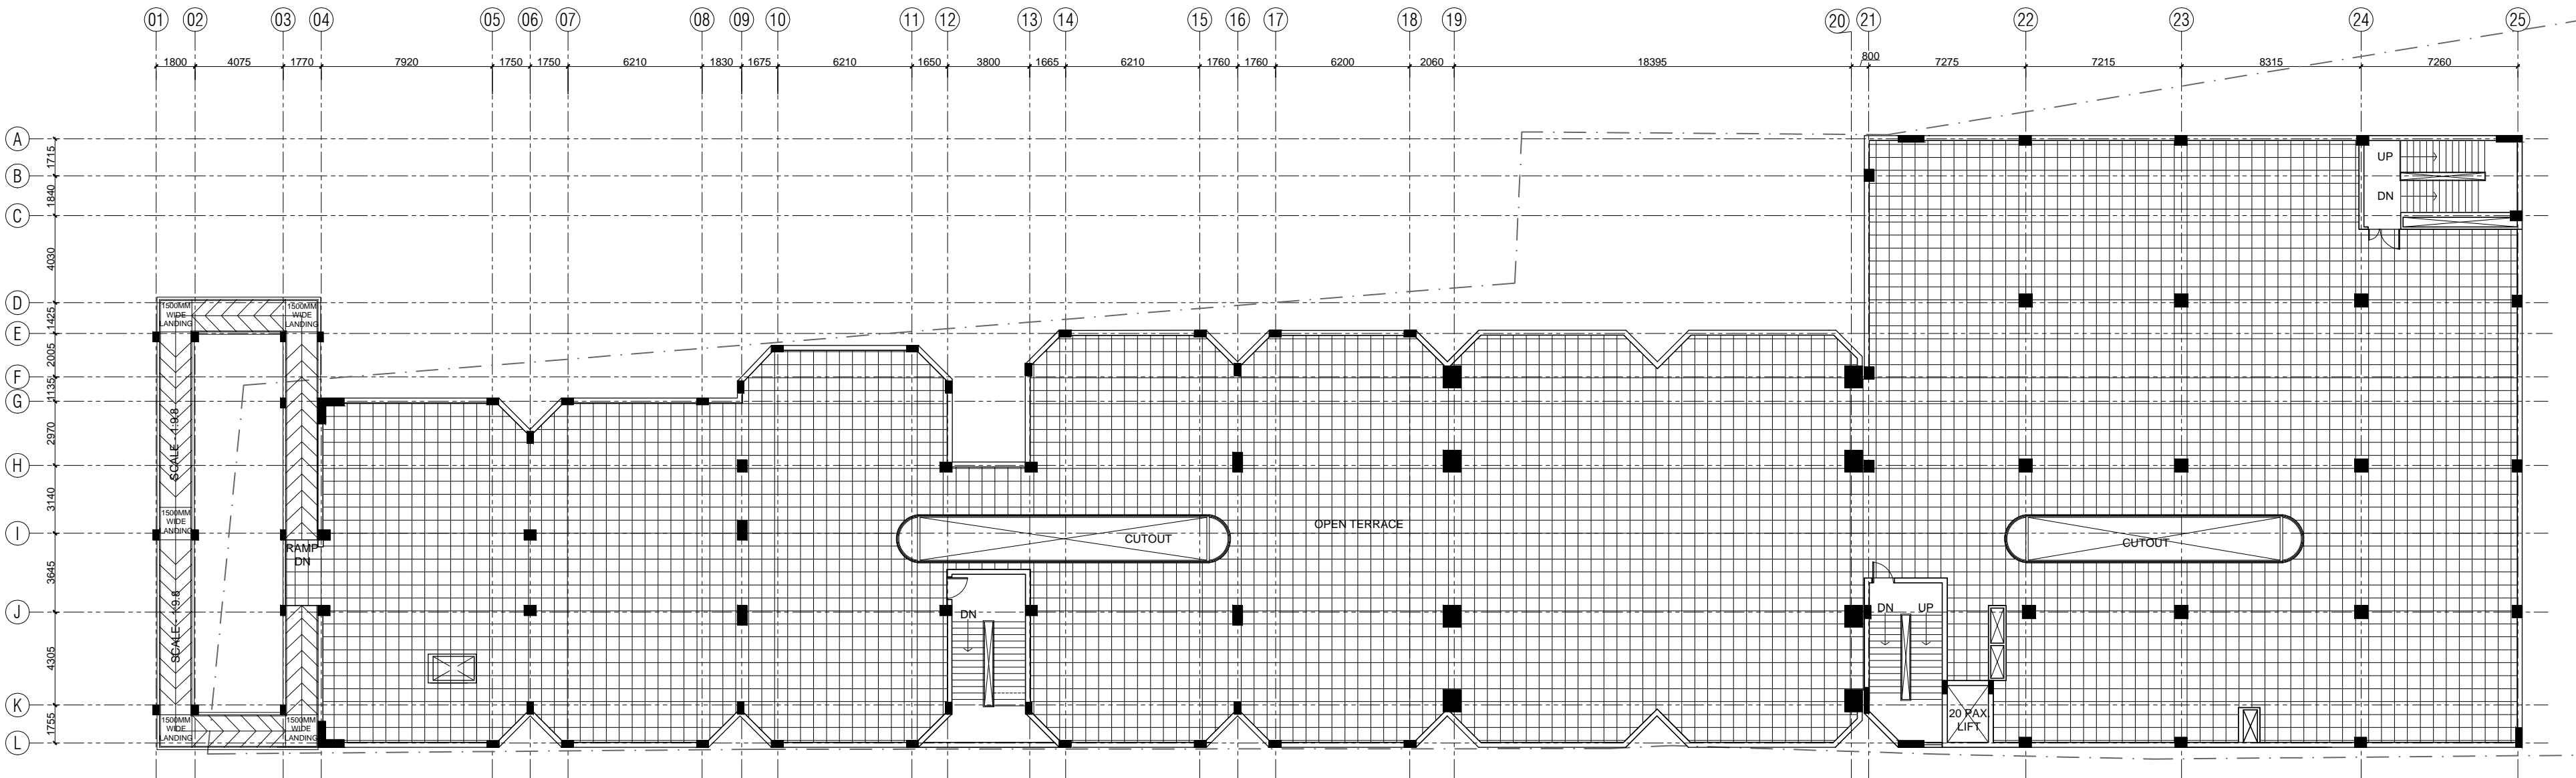 01 02 03 04 05 06 07 08 09 10 11 12 13 14 15 16 17 18 19 20 21 22 23 24 25
1800 4075 1770 7920 1750 1750 6210 1830 1675 6210 1650 3800 1665 6210 1760 1760 6200 2060 18395 800 7275 7215 8315 7260
A
1715
B
1840
C
4030
D
1425
E
2005
F
1135
G
2970
H
3140
I
3645
J
4305
K
1755
L
UP
DN
1500MM
WIDE
LANDING
1500MM
WIDE
LANDING
SCALE - 1:9.8
1500MM
WIDE
LANDING
RAMP
DN
SCALE - 1:9.8
1500MM
WIDE
LANDING
1500MM
WIDE
LANDING
CUTOUT
OPEN TERRACE
CUTOUT
DN
DN UP
20 PAX.
LIFT